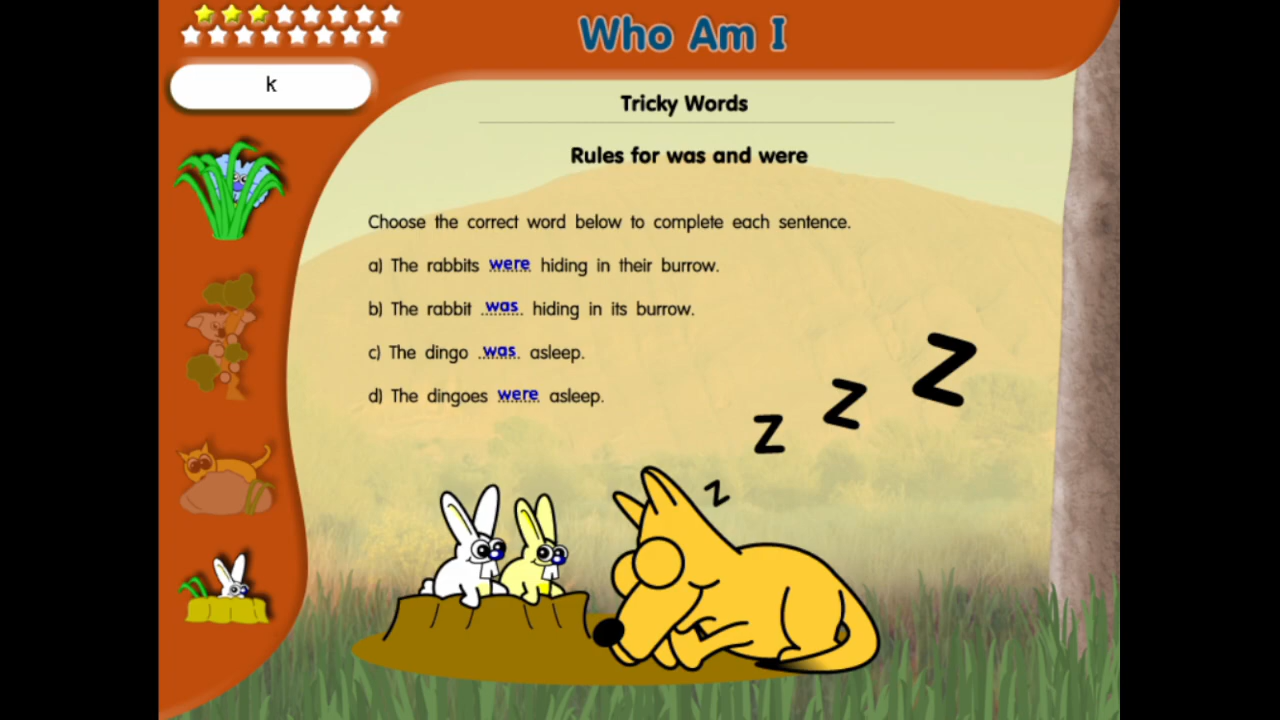 Who Am I
k
Tricky Words
Rules for was and were
Choose the correct word below to complete each sentence.
a) The rabbits were hiding in their burrow.
b) The rabbit was hiding in its burrow.
c) The dingo was asleep.
d) The dingoes were asleep.
z z z z